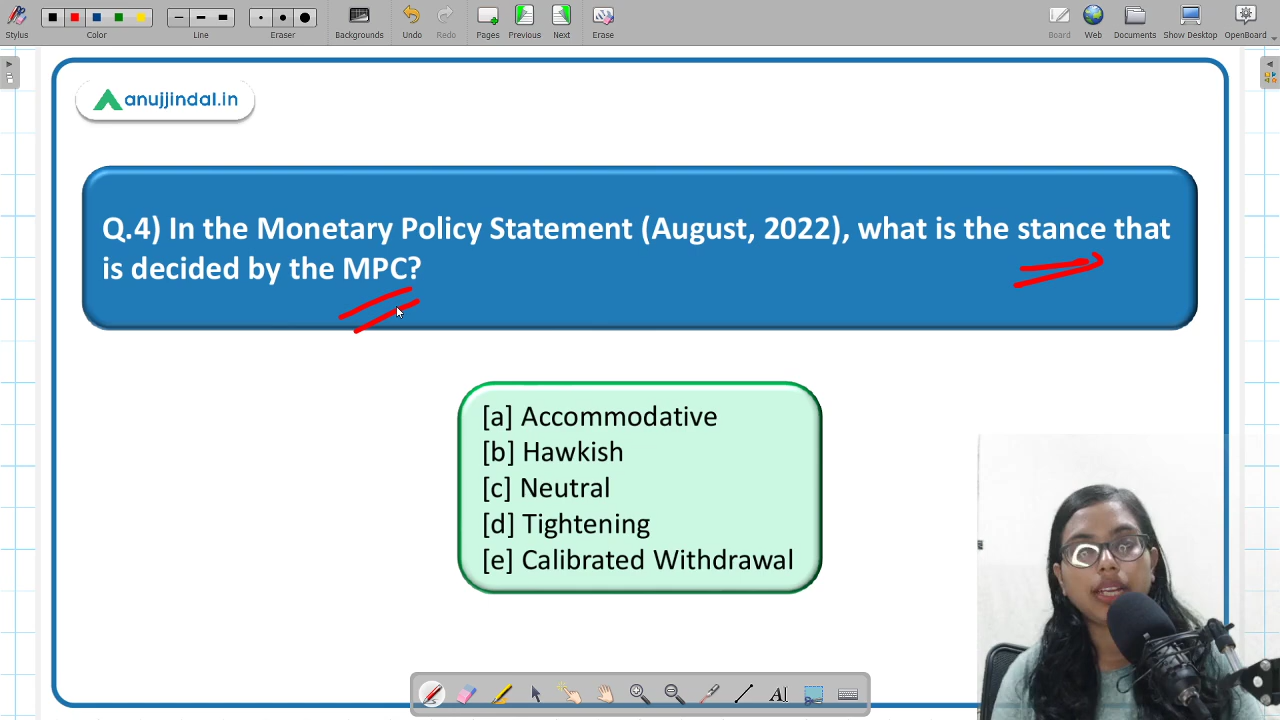 Stylus
Color
Line
Eraser
Backgrounds
Undo
Redo
Pages
Previous
Next
Erase
Board
Web
Documents
Show Desktop
OpenBoard
anujjindal.in
Q.4) In the Monetary Policy Statement (August, 2022), what is the stance that
is decided by the MPC?
[a] Accommodative
[b] Hawkish
[c] Neutral
[d] Tightening
[e] Calibrated Withdrawal
AI